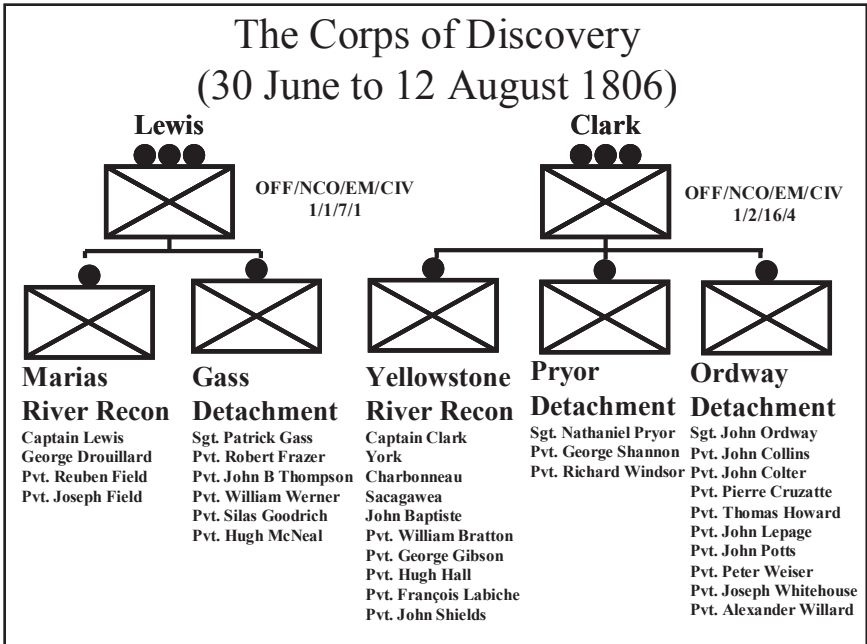 The Corps of Discovery
(30 June to 12 August 1806)
Lewis
OFF/NCO/EM/CIV
1/1/7/1
Clark
OFF/NCO/EM/CIV
1/2/16/4
Marias
River Recon
Captain Lewis
George Drouillard
Pvt. Reuben Field
Pvt. Joseph Field
Gass
Detachment
Sgt. Patrick Gass
Pvt. Robert Frazer
Pvt. John B Thompson
Pvt. William Werner
Pvt. Silas Goodrich
Pvt. Hugh McNeal
Yellowstone
River Recon
Captain Clark
York
Charbonneau
Sacagawea
John Baptiste
Pvt. William Bratton
Pvt. George Gibson
Pvt. Hugh Hall
Pvt. François Labiche
Pvt. John Shields
Pryor
Detachment
Sgt. Nathaniel Pryor
Pvt. George Shannon
Pvt. Richard Windsor
Ordway
Detachment
Sgt. John Ordway
Pvt. John Collins
Pvt. John Colter
Pvt. Pierre Cruzatte
Pvt. Thomas Howard
Pvt. John Lepage
Pvt. John Potts
Pvt. Peter Weiser
Pvt. Joseph Whitehouse
Pvt. Alexander Willard